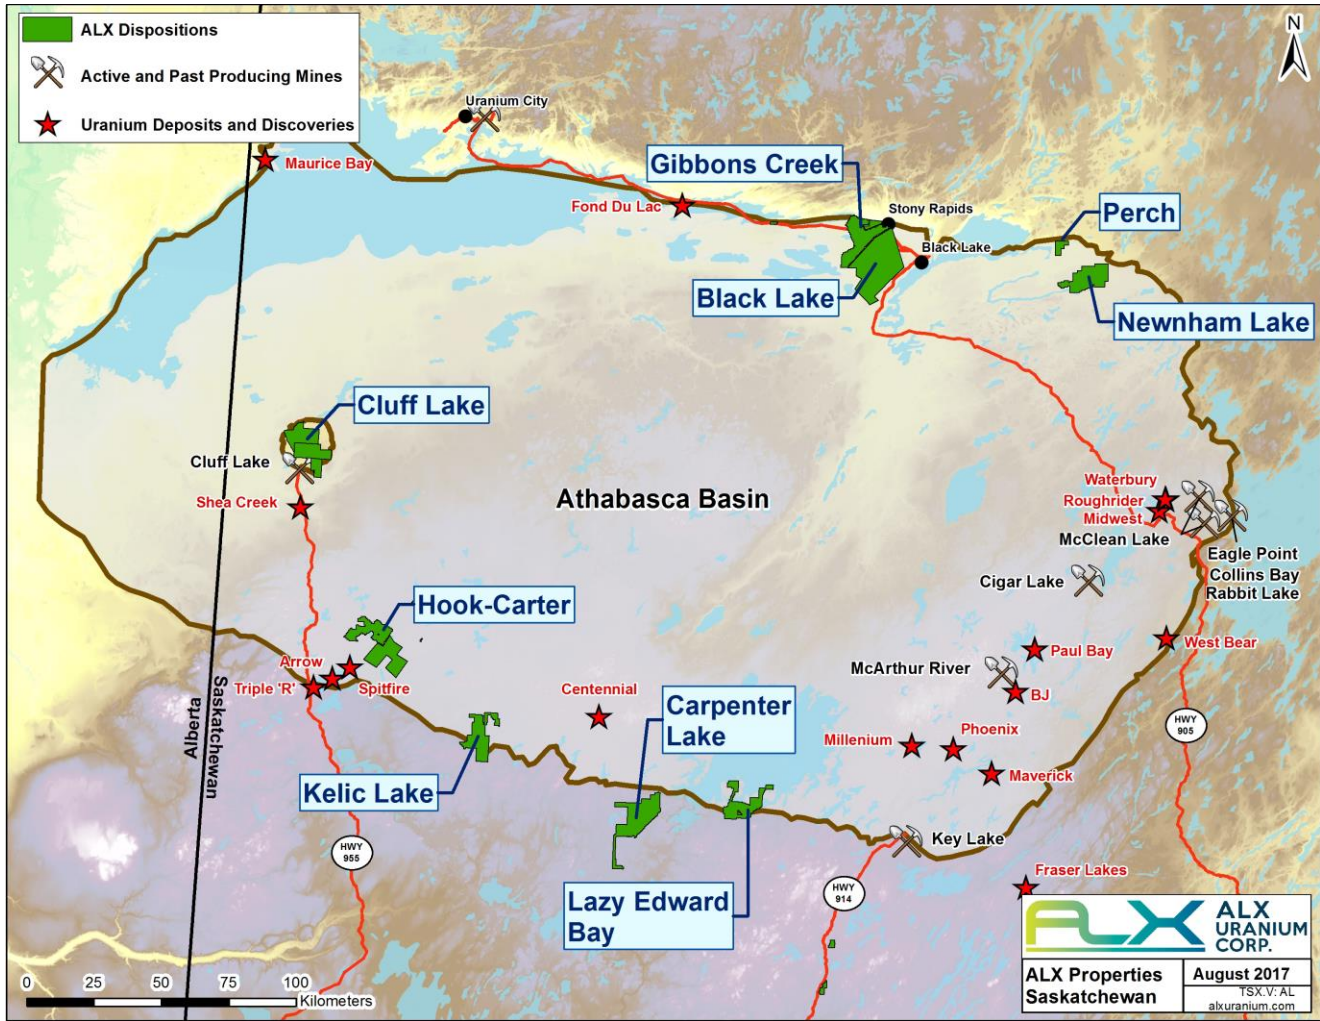 ALX Dispositions
Active and Past Producing Mines
Uranium Deposits and Discoveries
N
Uranium City
Maurice Bay
Gibbons Creek
Fond Du Lac
Stony Rapids
Perch
Black Lake
Black Lake
Newnham Lake
Cluff Lake
Cluff Lake
Shea Creek
Athabasca Basin
Waterbury
Roughrider
Midwest
McClean Lake
Eagle Point
Collins Bay
Rabbit Lake
Cigar Lake
Hook-Carter
West Bear
Paul Bay
McArthur River
BJ
Arrow
Triple 'R'
Spitfire
Centennial
Carpenter
Lake
Alberta
Saskatchewan
Millenium
Phoenix
HWY
905
Maverick
Kelic Lake
Key Lake
HWY
955
Fraser Lakes
HWY
914
Lazy Edward
Bay
ALX
ALX
URANIUM
CORP.
ALX Properties
Saskatchewan
August 2017
TSX.V: AL
alxuranium.com
0 25 50 75 100
Kilometers